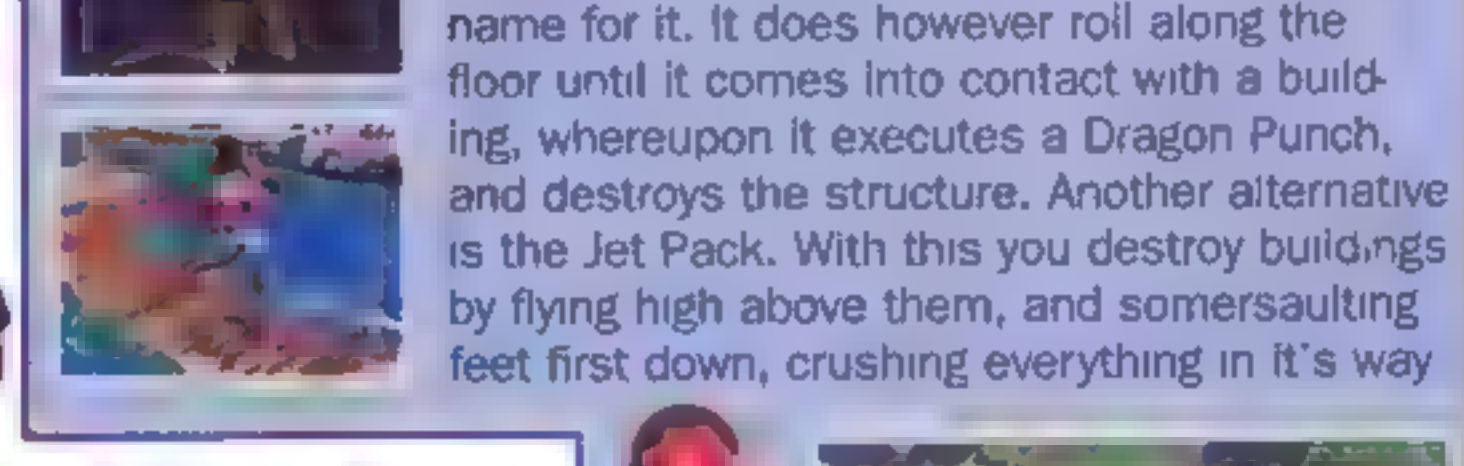 name for it. It does however roll along the
floor until it comes into contact with a build-
ing, whereupon it executes a Dragon Punch,
and destroys the structure. Another alternative
is the Jet Pack. With this you destroy buildings
by flying high above them, and somersaulting
feet first down, crushing everything in it's way